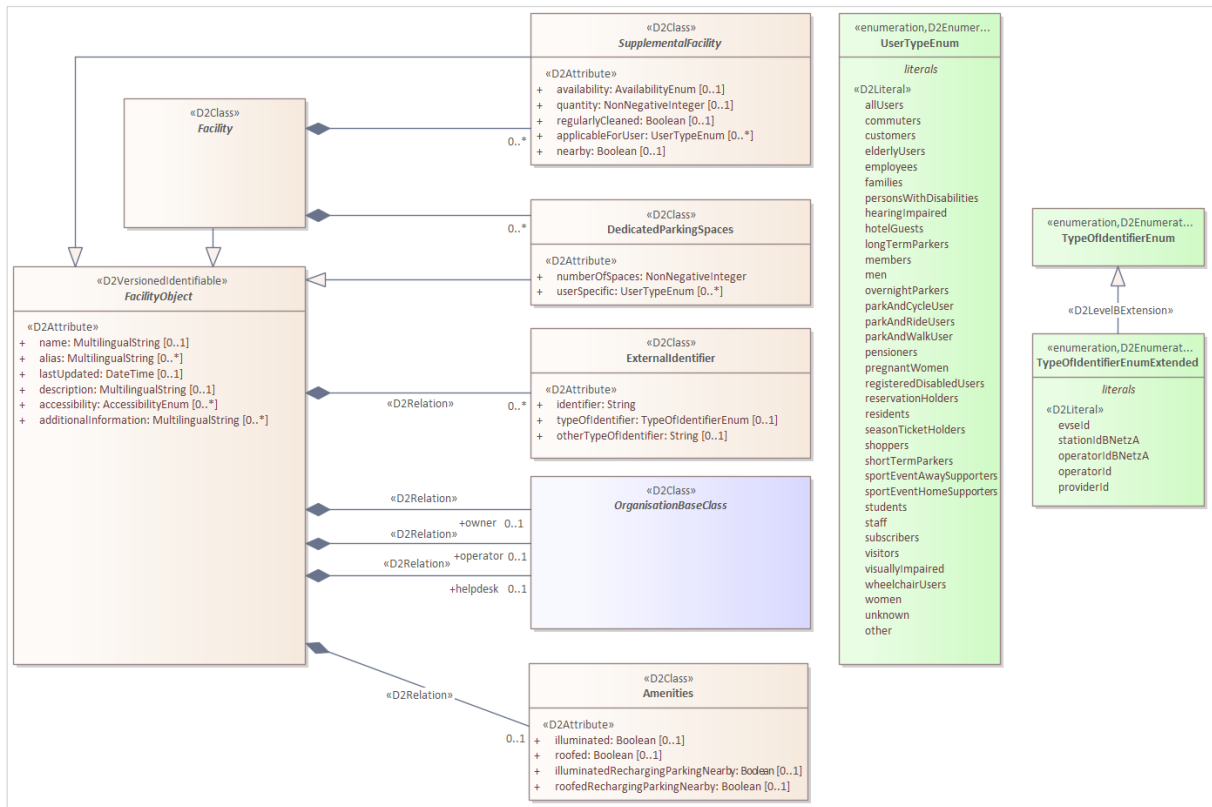 «D2Class»
SupplementalFacility
«D2Attribute»
+ availability: AvailabilityEnum [0..1]
+ quantity: NonNegativeInteger [0..1]
+ regularlyCleaned: Boolean [0..1]
+ applicableForUser: UserTypeEnum [0..*]
+ nearby: Boolean [0..1]
«D2Class»
Facility
0..*
«D2Class»
DedicatedParkingSpaces
«D2Attribute»
+ numberOfSpaces: NonNegativeInteger
+ userSpecific: UserTypeEnum [0..*]
0..*
«D2VersionedIdentifiable»
FacilityObject
«D2Attribute»
+ name: MultilingualString [0..1]
+ alias: MultilingualString [0..*]
+ lastUpdated: DateTime [0..1]
+ description: MultilingualString [0..1]
+ accessibility: AccessibilityEnum [0..*]
+ additionalInformation: MultilingualString [0..*]
«D2Class»
ExternalIdentifier
«D2Attribute»
+ identifier: String
+ typeOfIdentifier: TypeOfIdentifierEnum [0..1]
+ otherTypeOfIdentifier: String [0..1]
«D2Relation»
0..*
«D2Class»
OrganisationBaseClass
«D2Relation»
+owner 0..1
«D2Relation»
+operator 0..1
«D2Relation»
+helpdesk 0..1
«D2Relation»
0..1
«D2Class»
Amenities
«D2Attribute»
+ illuminated: Boolean [0..1]
+ roofed: Boolean [0..1]
+ illuminatedRechargingParkingNearby: Boolean [0..1]
+ roofedRechargingParkingNearby: Boolean [0..1]
«enumeration,D2Enumer...
UserTypeEnum
literals
«D2Literal»
allUsers
commuters
customers
elderlyUsers
employees
families
personsWithDisabilities
hearingImpaired
hotelGuests
longTermParkers
members
men
overnightParkers
parkAndCycleUser
parkAndRideUsers
parkAndWalkUser
pensioners
pregnantWomen
registeredDisabledUsers
reservationHolders
residents
seasonTicketHolders
shoppers
shortTermParkers
sportEventAwaySupporters
sportEventHomeSupporters
students
staff
subscribers
visitors
visuallyImpaired
wheelchairUsers
women
unknown
other
«enumeration,D2Enumerat...
TypeOfIdentifierEnum
«D2LevelBExtension»
«enumeration,D2Enumerat...
TypeOfIdentifierEnumExtended
literals
«D2Literal»
evseId
stationIdBNetzA
operatorIdBNetzA
operatorId
providerId